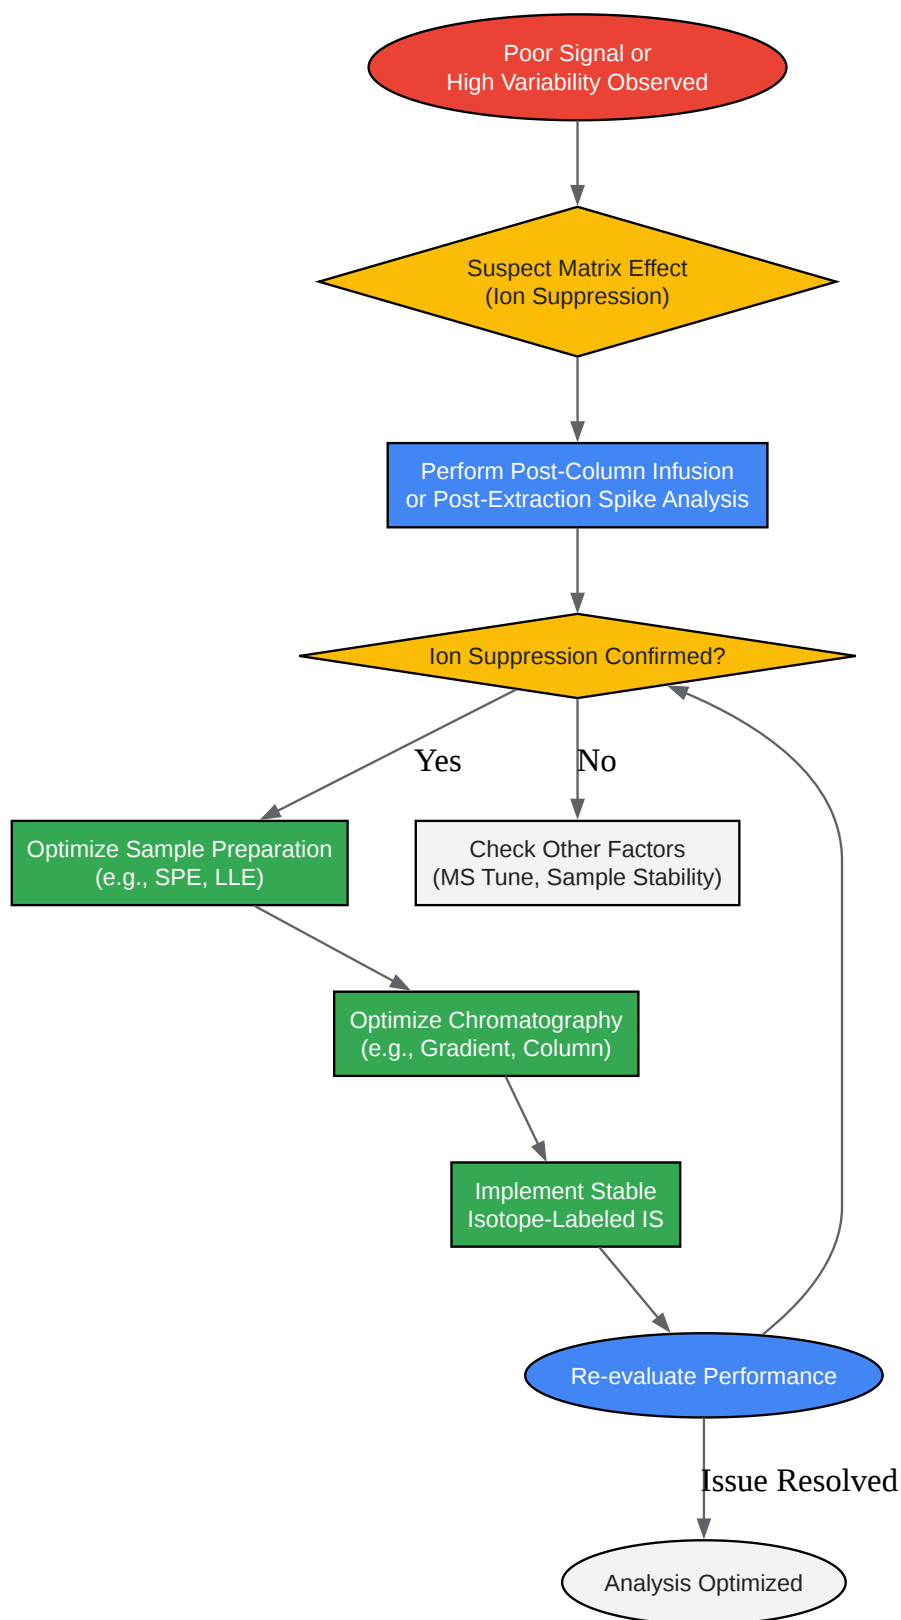 Poor Signal or
High Variability Observed
Suspect Matrix Effect
(Ion Suppression)
Perform Post-Column Infusion
or Post-Extraction Spike Analysis
Ion Suppression Confirmed?
Yes
No
Optimize Sample Preparation
(e.g., SPE, LLE)
Check Other Factors
(MS Tune, Sample Stability)
Optimize Chromatography
(e.g., Gradient, Column)
Implement Stable
Isotope-Labeled IS
Re-evaluate Performance
Issue Resolved
Analysis Optimized